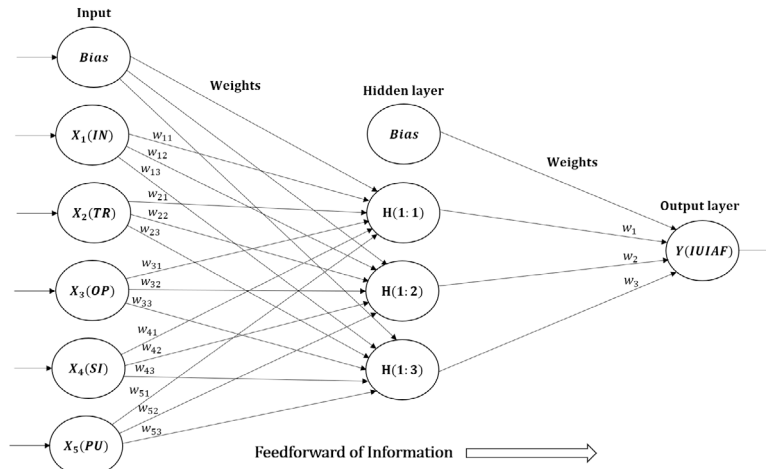 Input
Bias
Weights
Hidden layer
Bias
X₁(IN)
w₁₁
w₁₂
w₁₃
Weights
X₂(TR)
w₂₁
w₂₂
w₂₃
H(1:1)
Output layer
w₁
w₂
w₃
Y(IUIAF)
X₃(OP)
w₃₁
w₃₂
w₃₃
H(1:2)
X₄(SI)
w₄₁
w₄₂
w₄₃
H(1:3)
X₅(PU)
w₅₁
w₅₂
w₅₃
Feedforward of Information